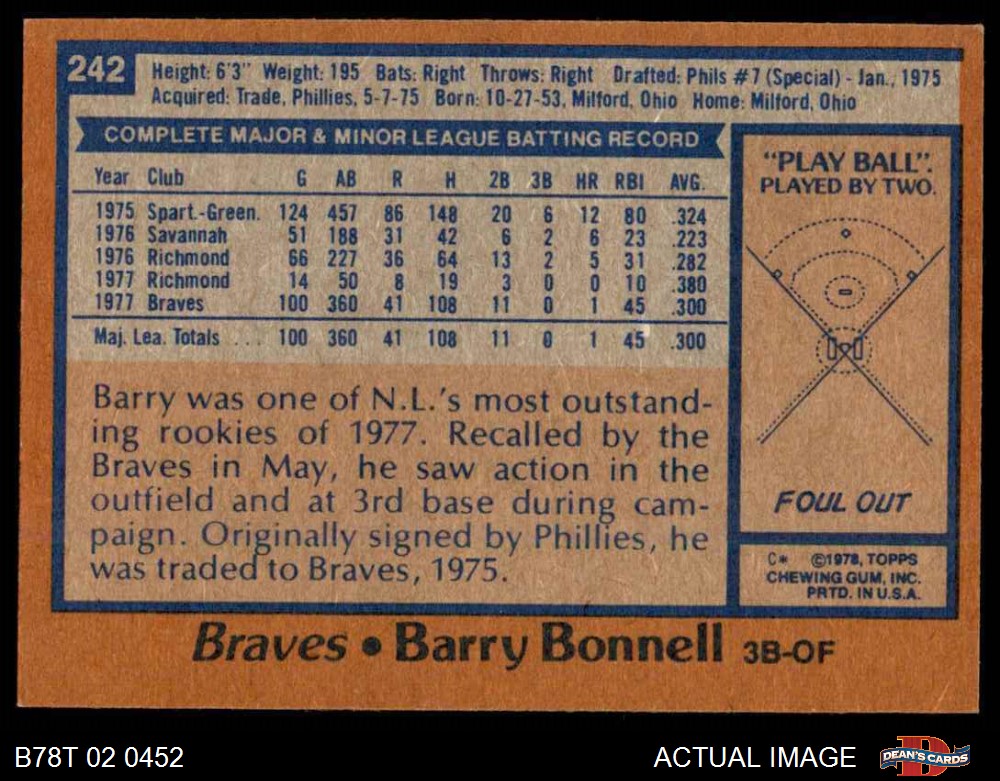 242
Height: 6'3" Weight: 195 Bats: Right Throws: Right Drafted: Phils #7 (Special) - Jan., 1975
Acquired: Trade, Phillies, 5-7-75 Born: 10-27-53, Milford, Ohio Home: Milford, Ohio
COMPLETE MAJOR & MINOR LEAGUE BATTING RECORD
Year Club G AB R H 2B 3B HR RBI AVG.
1975 Spart.-Green. 124 457 86 148 20 6 12 80 .324
1976 Savannah 51 188 31 42 6 2 6 23 .223
1976 Richmond 66 227 36 64 13 2 5 31 .282
1977 Richmond 14 50 8 19 3 0 0 10 .380
1977 Braves 100 360 41 108 11 0 1 45 .300
Maj. Lea. Totals ... 100 360 41 108 11 0 1 45 .300
Barry was one of N.L.'s most outstand-
ing rookies of 1977. Recalled by the
Braves in May, he saw action in the
outfield and at 3rd base during cam-
paign. Originally signed by Phillies, he
was traded to Braves, 1975.
"PLAY BALL".
PLAYED BY TWO.
FOUL OUT
C* ©1978, TOPPS
CHEWING GUM, INC.
PRTD. IN U.S.A.
Braves • Barry Bonnell 3B-OF
B78T 02 0452
ACTUAL IMAGE
DEAN'S CARDS